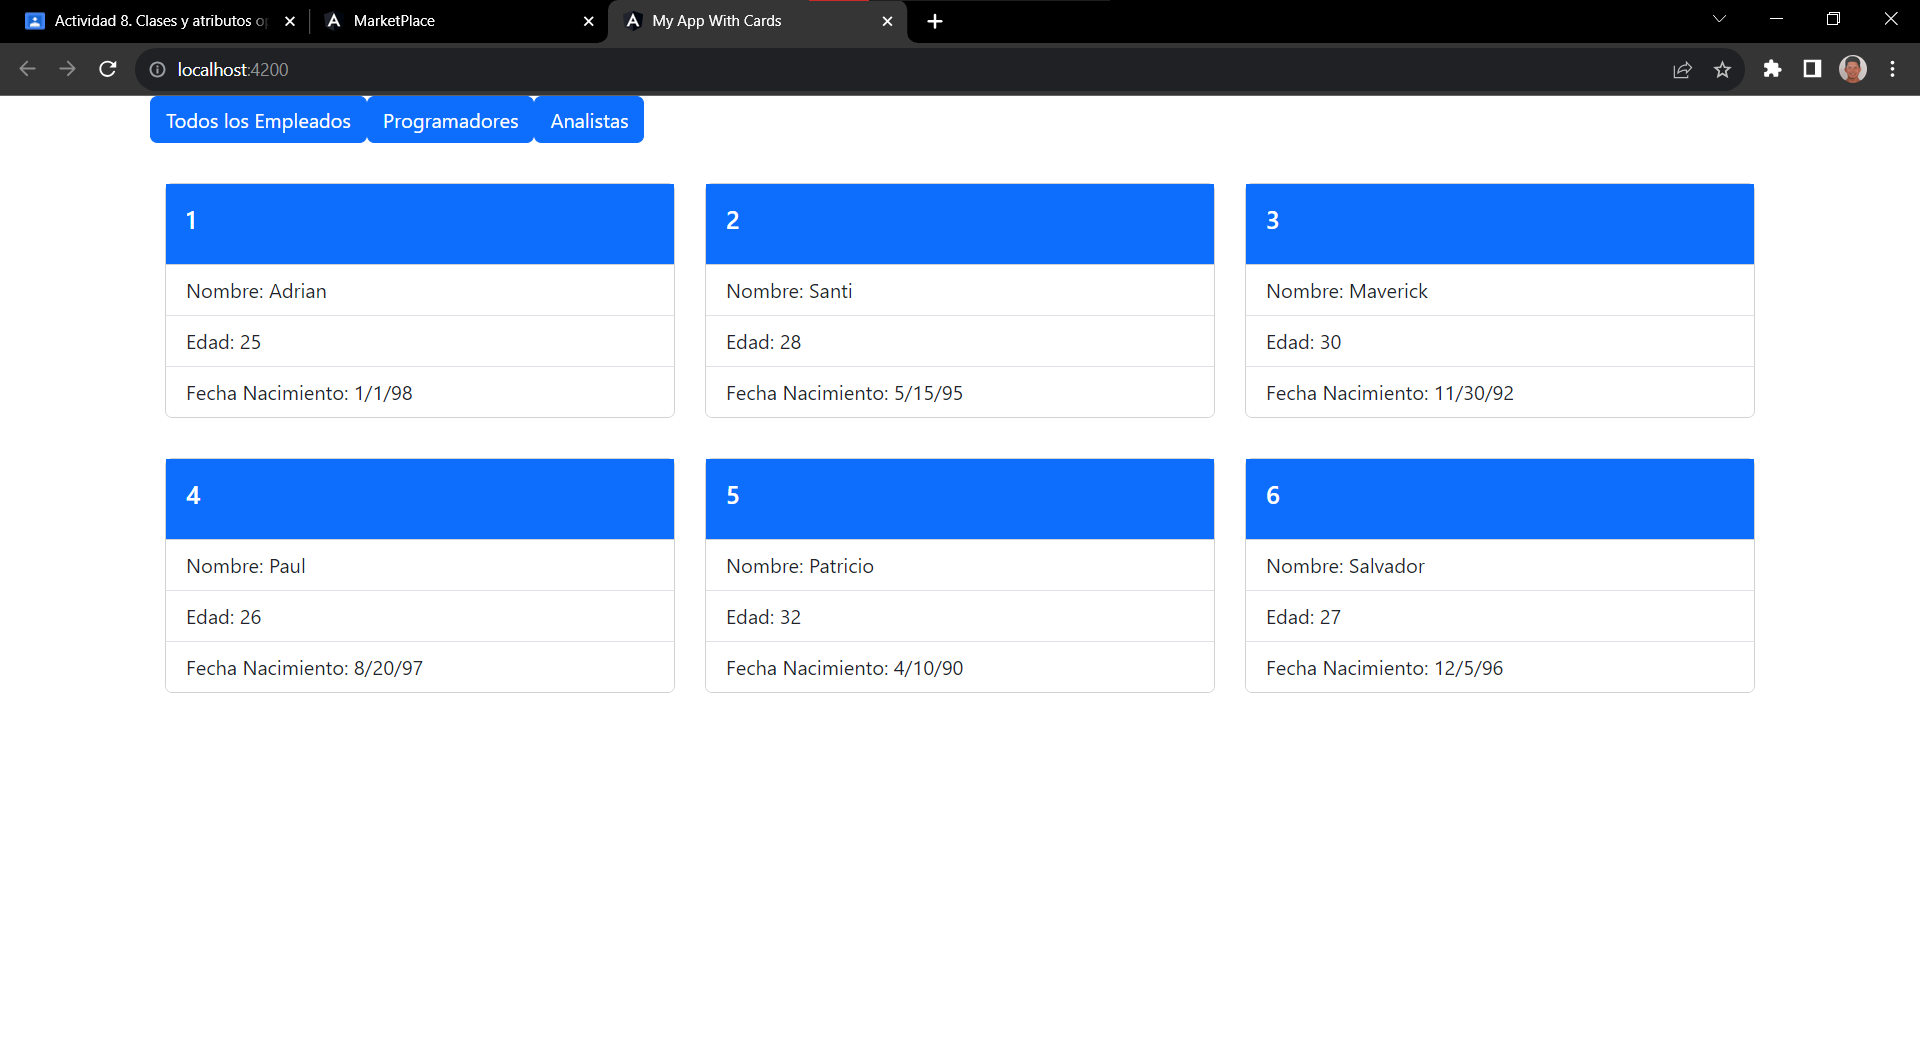 Actividad 8. Clases y atributos op
MarketPlace
My App With Cards
localhost:4200
Todos los Empleados Programadores Analistas
1
Nombre: Adrian
Edad: 25
Fecha Nacimiento: 1/1/98
2
Nombre: Santi
Edad: 28
Fecha Nacimiento: 5/15/95
3
Nombre: Maverick
Edad: 30
Fecha Nacimiento: 11/30/92
4
Nombre: Paul
Edad: 26
Fecha Nacimiento: 8/20/97
5
Nombre: Patricio
Edad: 32
Fecha Nacimiento: 4/10/90
6
Nombre: Salvador
Edad: 27
Fecha Nacimiento: 12/5/96